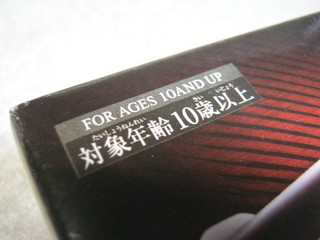 FOR AGES 10AND UP
たいしょうねんれい さい いじょう
対象年齢10歳以上